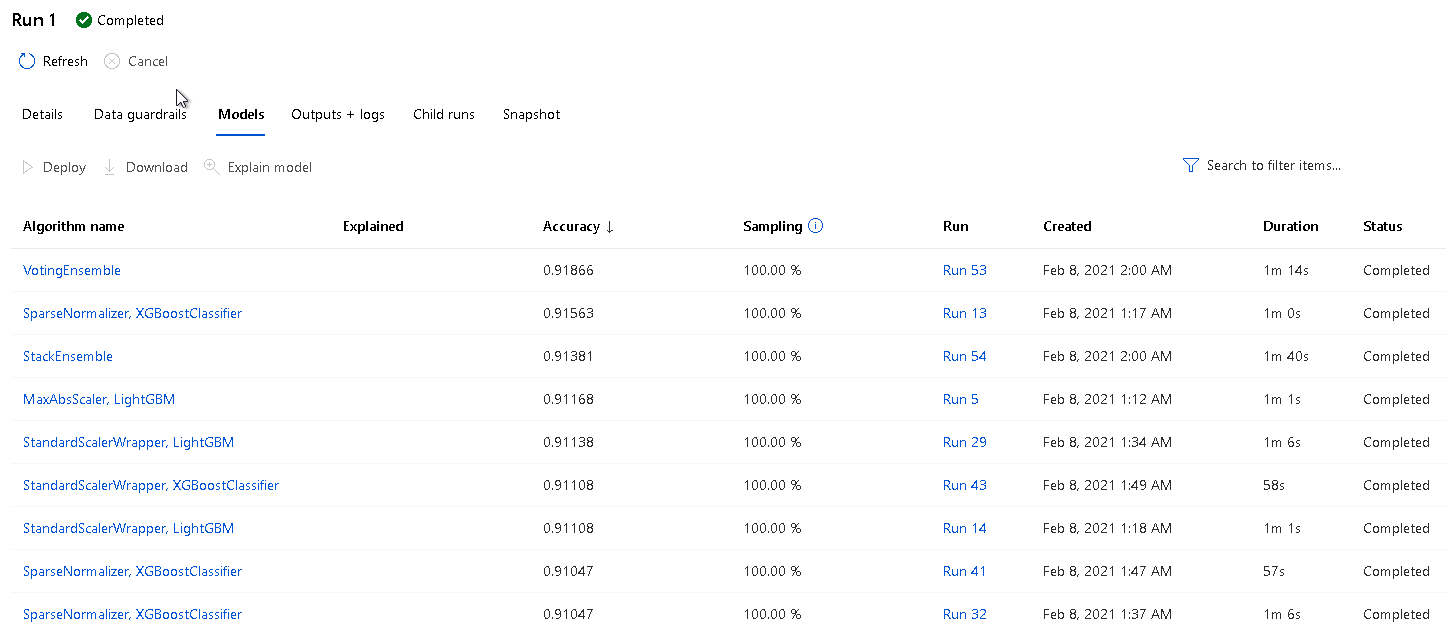 Run 1 Completed
Refresh Cancel
Details Data guardrails Models Outputs + logs Child runs Snapshot
Deploy Download Explain model Search to filter items...
Algorithm name Explained Accuracy ↓ Sampling Run Created Duration Status
VotingEnsemble 0.91866 100.00 % Run 53 Feb 8, 2021 2:00 AM 1m 14s Completed
SparseNormalizer, XGBoostClassifier 0.91563 100.00 % Run 13 Feb 8, 2021 1:17 AM 1m 0s Completed
StackEnsemble 0.91381 100.00 % Run 54 Feb 8, 2021 2:00 AM 1m 40s Completed
MaxAbsScaler, LightGBM 0.91168 100.00 % Run 5 Feb 8, 2021 1:12 AM 1m 1s Completed
StandardScalerWrapper, LightGBM 0.91138 100.00 % Run 29 Feb 8, 2021 1:34 AM 1m 6s Completed
StandardScalerWrapper, XGBoostClassifier 0.91108 100.00 % Run 43 Feb 8, 2021 1:49 AM 58s Completed
StandardScalerWrapper, LightGBM 0.91108 100.00 % Run 14 Feb 8, 2021 1:18 AM 1m 1s Completed
SparseNormalizer, XGBoostClassifier 0.91047 100.00 % Run 41 Feb 8, 2021 1:47 AM 57s Completed
SparseNormalizer, XGBoostClassifier 0.91047 100.00 % Run 32 Feb 8, 2021 1:37 AM 1m 6s Completed